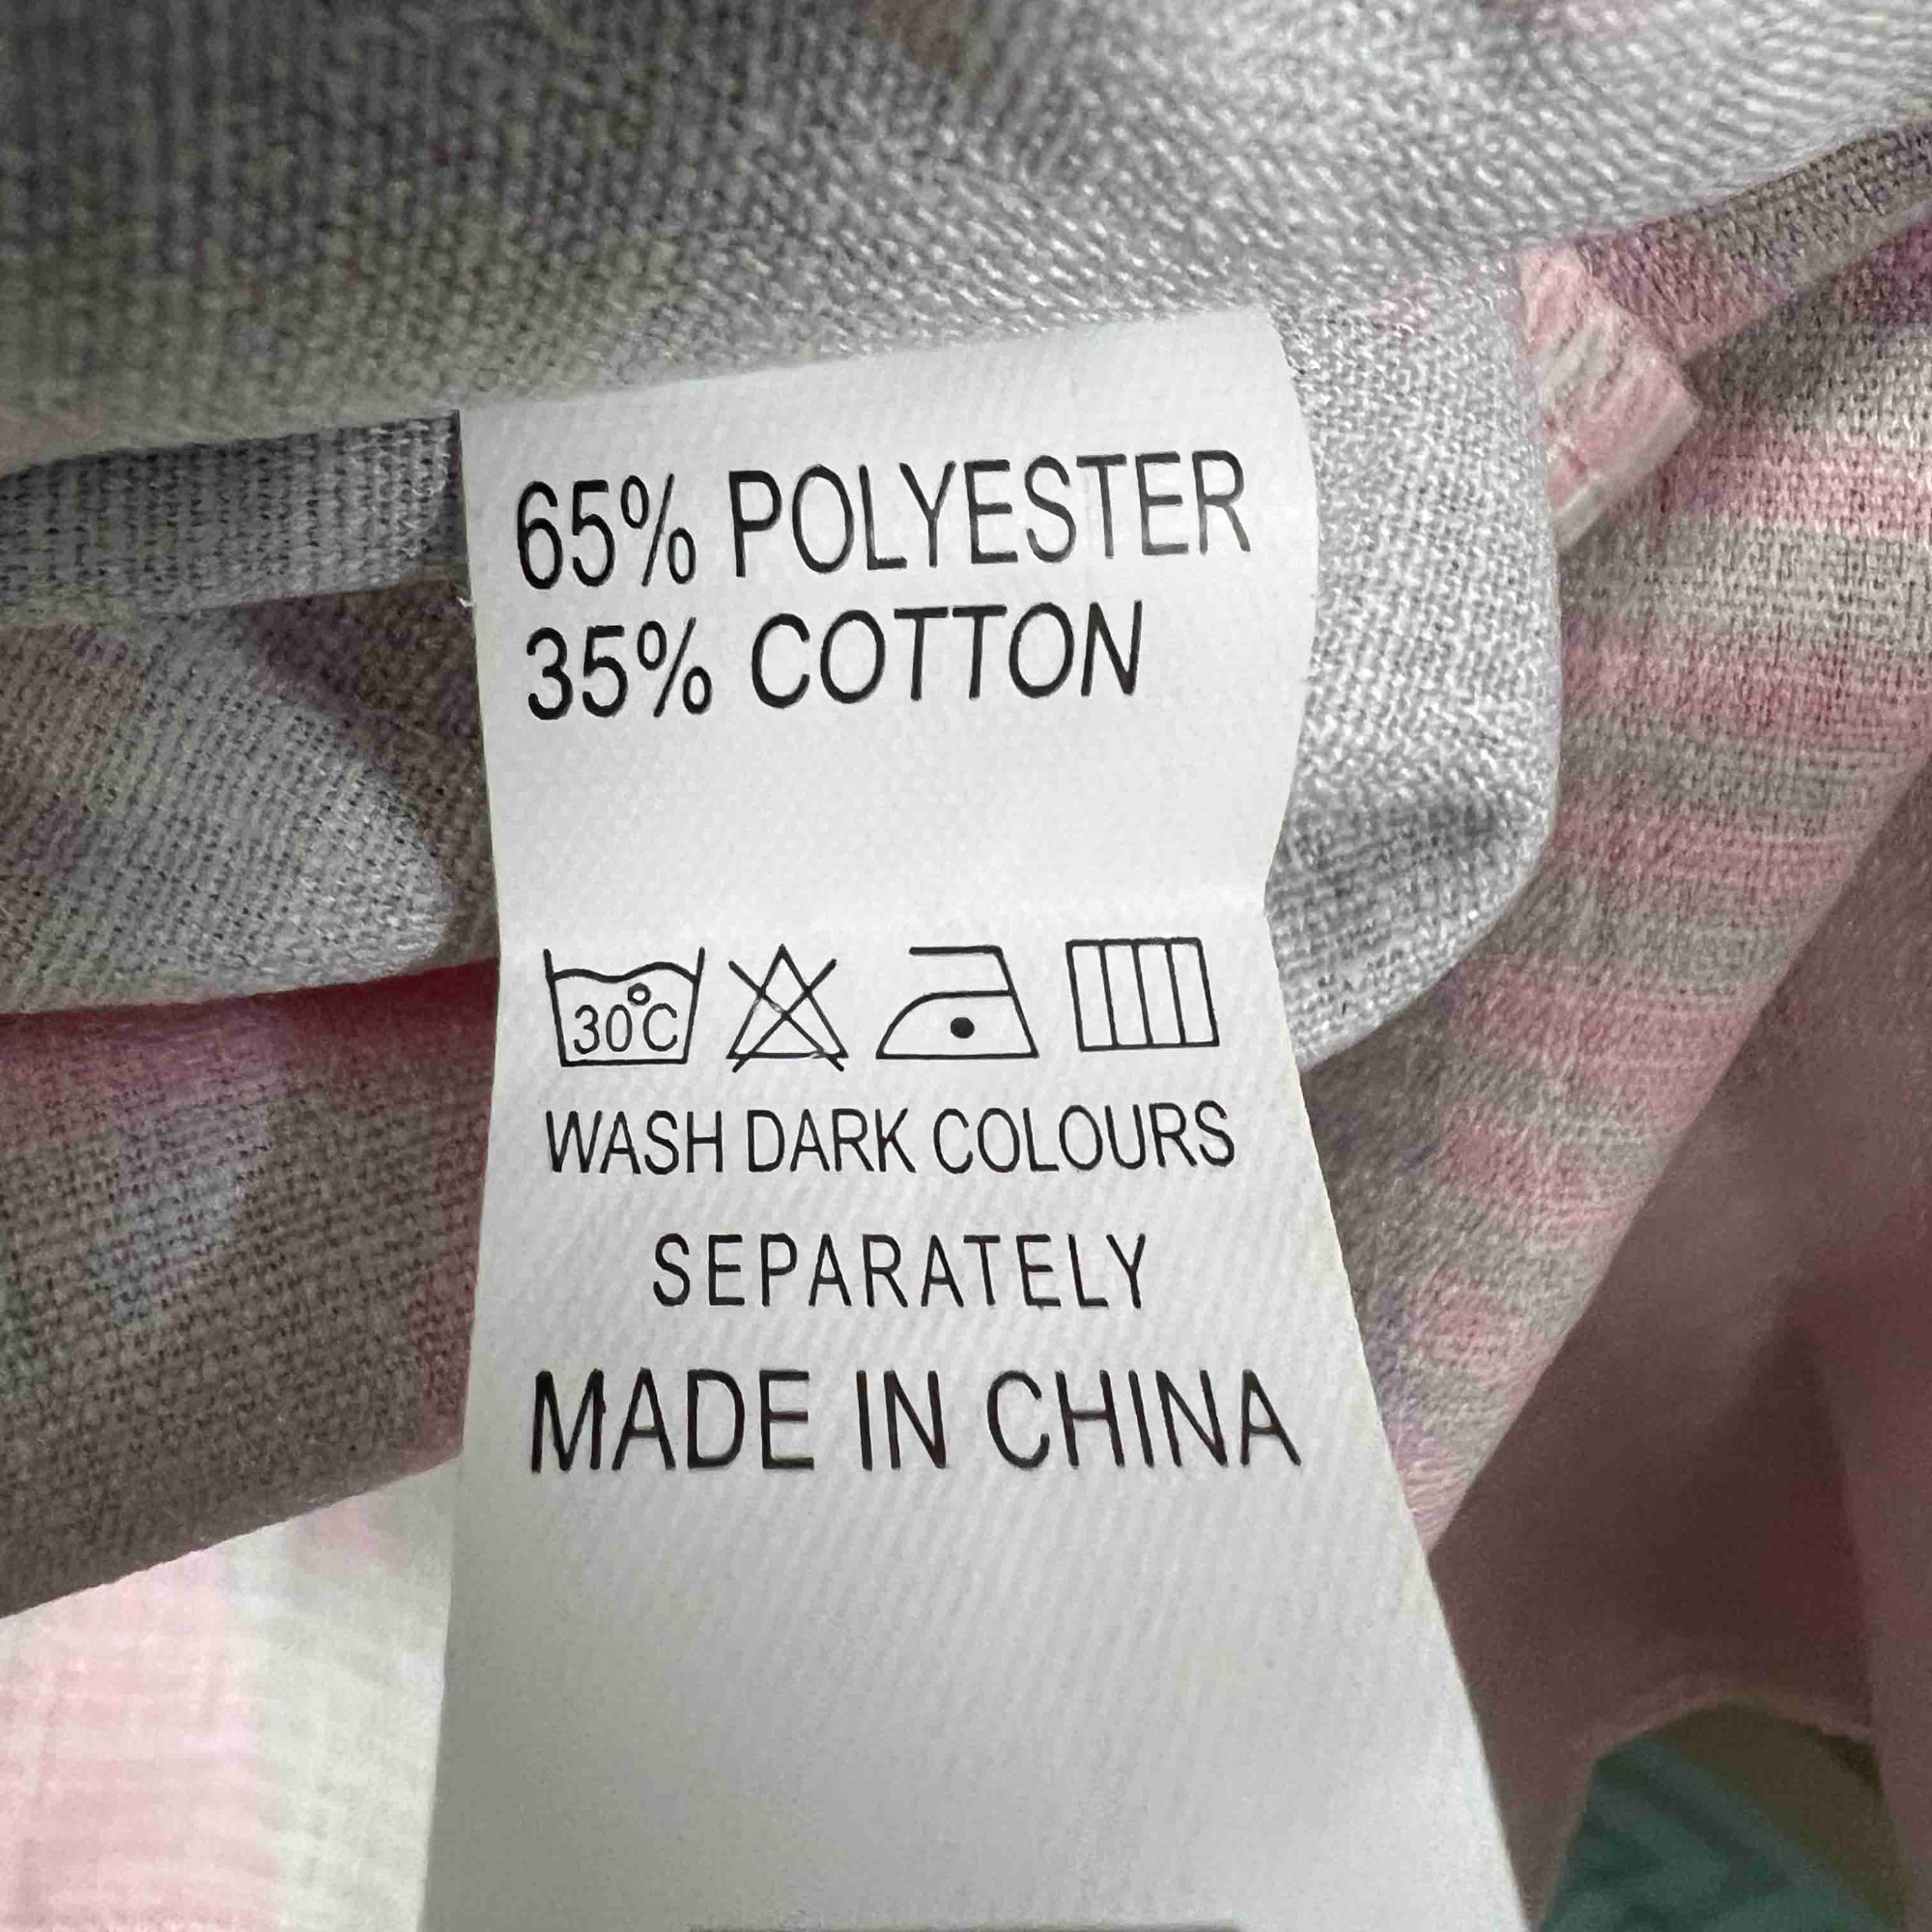 65% POLYESTER
35% COTTON
30°C
WASH DARK COLOURS
SEPARATELY
MADE IN CHINA